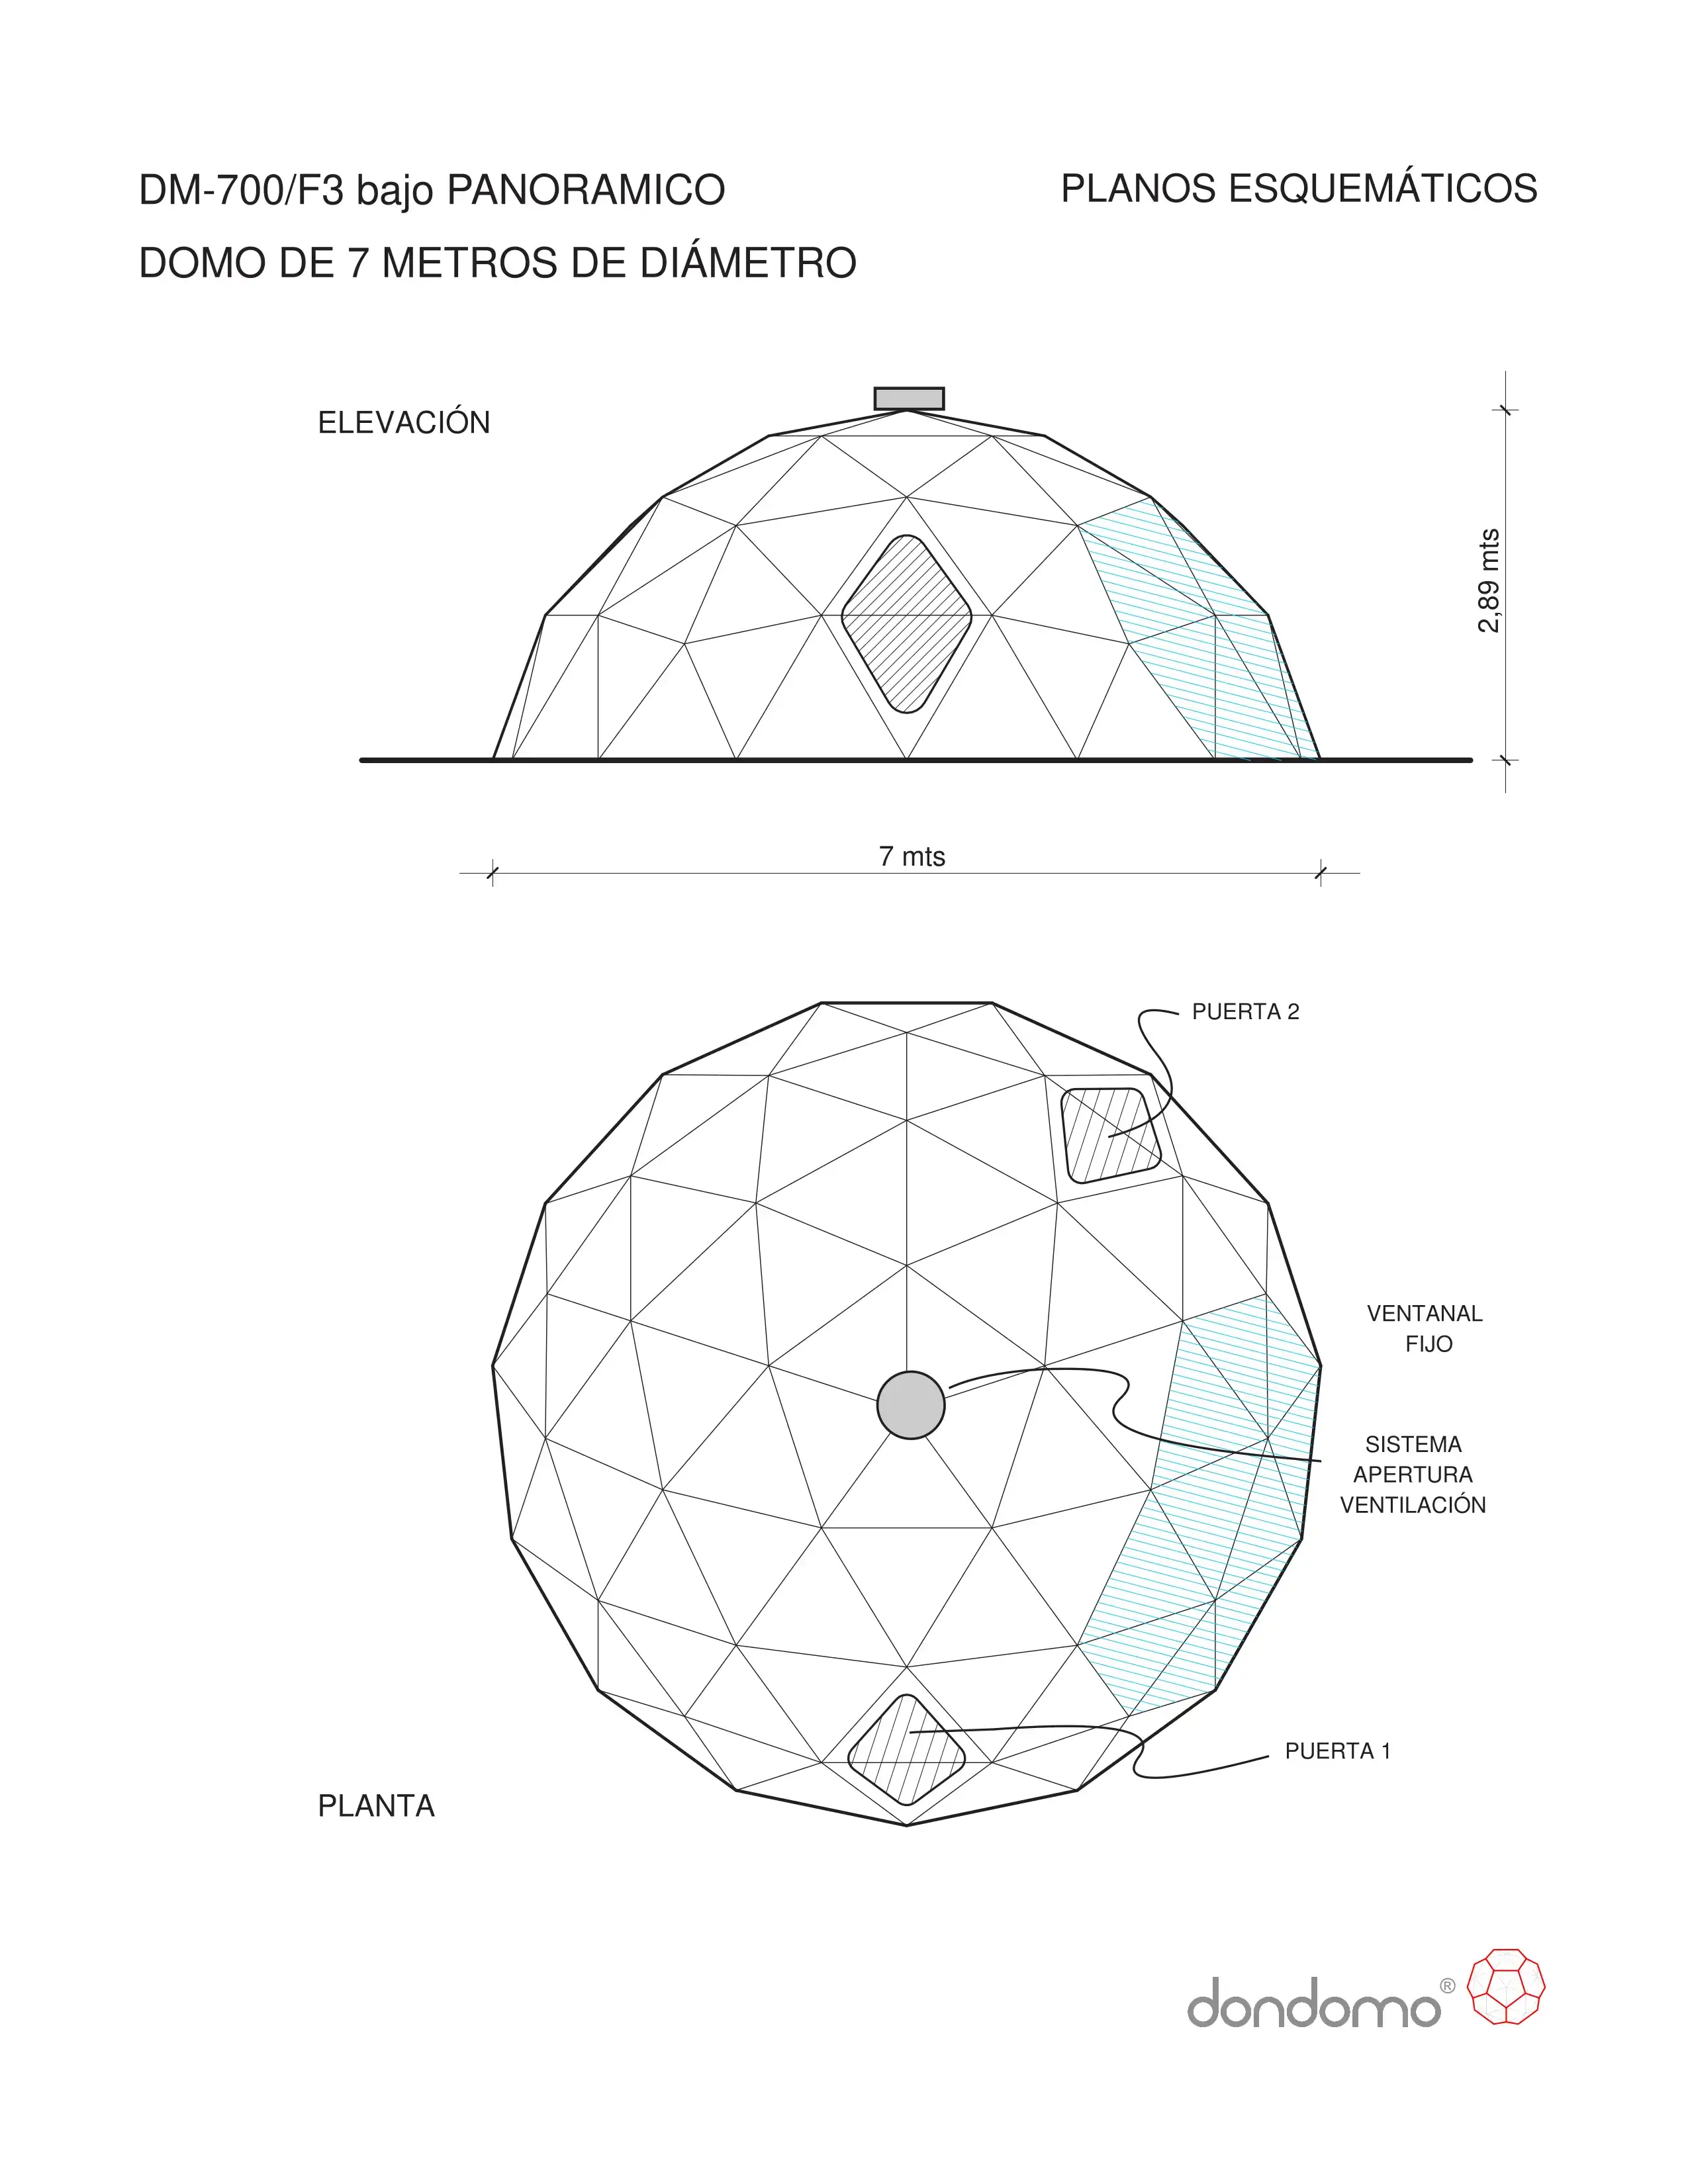 DM-700/F3 bajo PANORAMICO
PLANOS ESQUEMÁTICOS
DOMO DE 7 METROS DE DIÁMETRO
ELEVACIÓN
2,89 mts
7 mts
PUERTA 2
VENTANAL
FIJO
SISTEMA
APERTURA
VENTILACIÓN
PUERTA 1
PLANTA
dondomo®